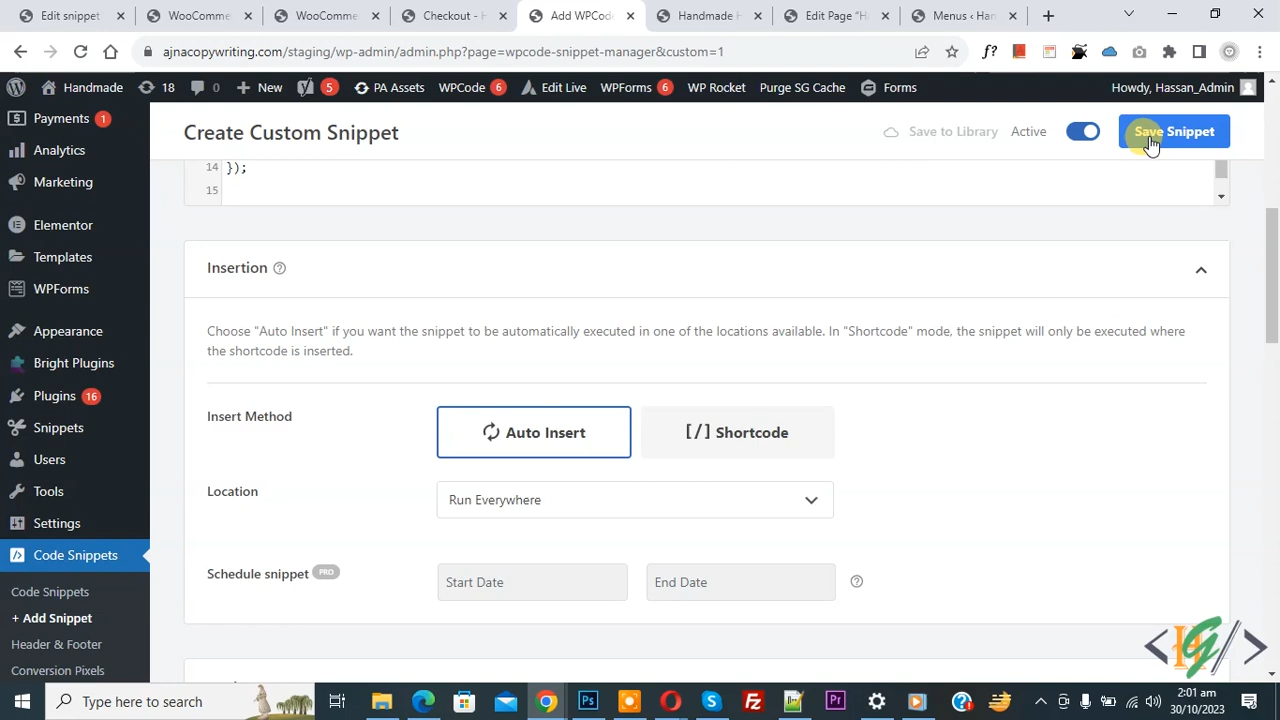 Edit snippet
WooComme
WooComme
Checkout - H
Add WPCod
Handmade H
Edit Page "H
Menus ‹ Han
ajnacopywriting.com/staging/wp-admin/admin.php?page=wpcode-snippet-manager&custom=1
f?
Handmade
18
0
New
5
PA Assets
WPCode 6
Edit Live
WPForms 6
WP Rocket
Purge SG Cache
Forms
Howdy, Hassan_Admin
Payments 1
Analytics
Marketing
Elementor
Templates
WPForms
Appearance
Bright Plugins
Plugins 16
Snippets
Users
Tools
Settings
Code Snippets
Code Snippets
+ Add Snippet
Header & Footer
Conversion Pixels
Create Custom Snippet
Save to Library
Active
Save Snippet
14 });
15
Insertion
Choose "Auto Insert" if you want the snippet to be automatically executed in one of the locations available. In "Shortcode" mode, the snippet will only be executed where
the shortcode is inserted.
Insert Method
Auto Insert
[/] Shortcode
Location
Run Everywhere
Schedule snippet PRO
Start Date
End Date
Type here to search
Ps
Pr
2:01 am
30/10/2023